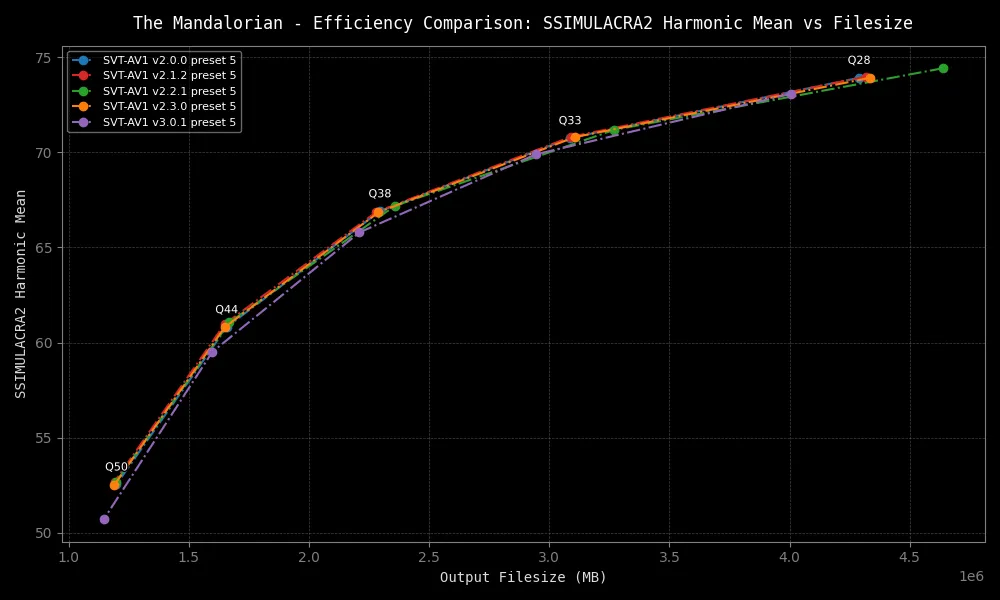 The Mandalorian - Efficiency Comparison: SSIMULACRA2 Harmonic Mean vs Filesize
SVT-AV1 v2.0.0 preset 5
SVT-AV1 v2.1.2 preset 5
SVT-AV1 v2.2.1 preset 5
SVT-AV1 v2.3.0 preset 5
SVT-AV1 v3.0.1 preset 5
Q28
Q33
Q38
Q44
Q50
SSIMULACRA2 Harmonic Mean
75
70
65
60
55
50
1.0 1.5 2.0 2.5 3.0 3.5 4.0 4.5
1e6
Output Filesize (MB)